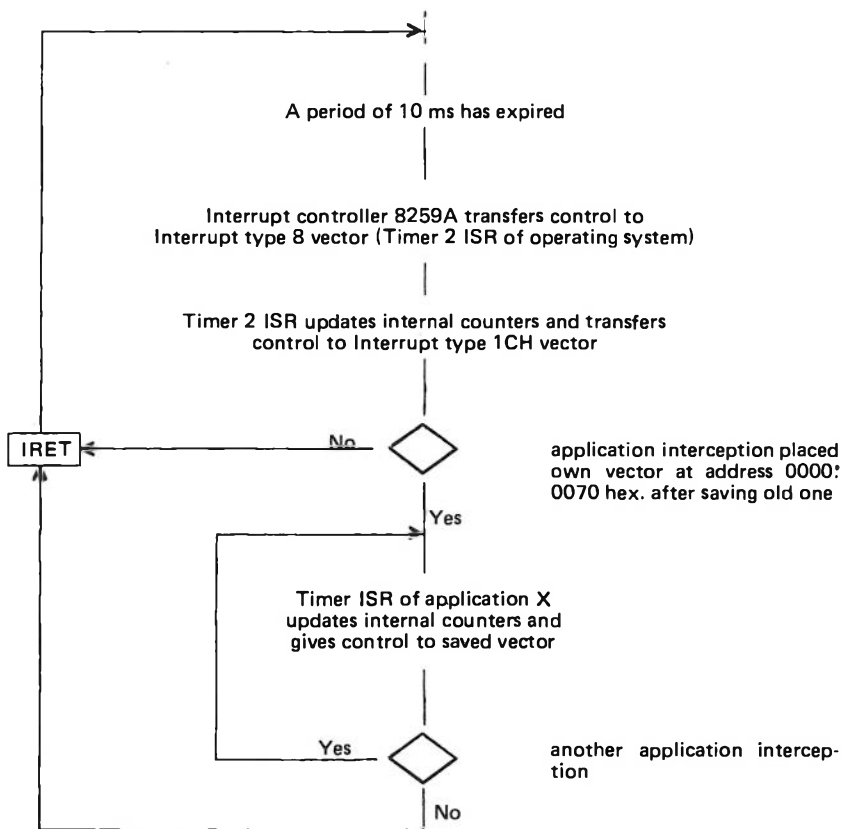 A period of 10 ms has expired
Interrupt controller 8259A transfers control to
Interrupt type 8 vector (Timer 2 ISR of operating system)
Timer 2 ISR updates internal counters and transfers
control to Interrupt type 1CH vector
IRET
No
application interception placed
own vector at address 0000:
0070 hex. after saving old one
Yes
Timer ISR of application X
updates internal counters and
gives control to saved vector
Yes
another application intercep-
tion
No